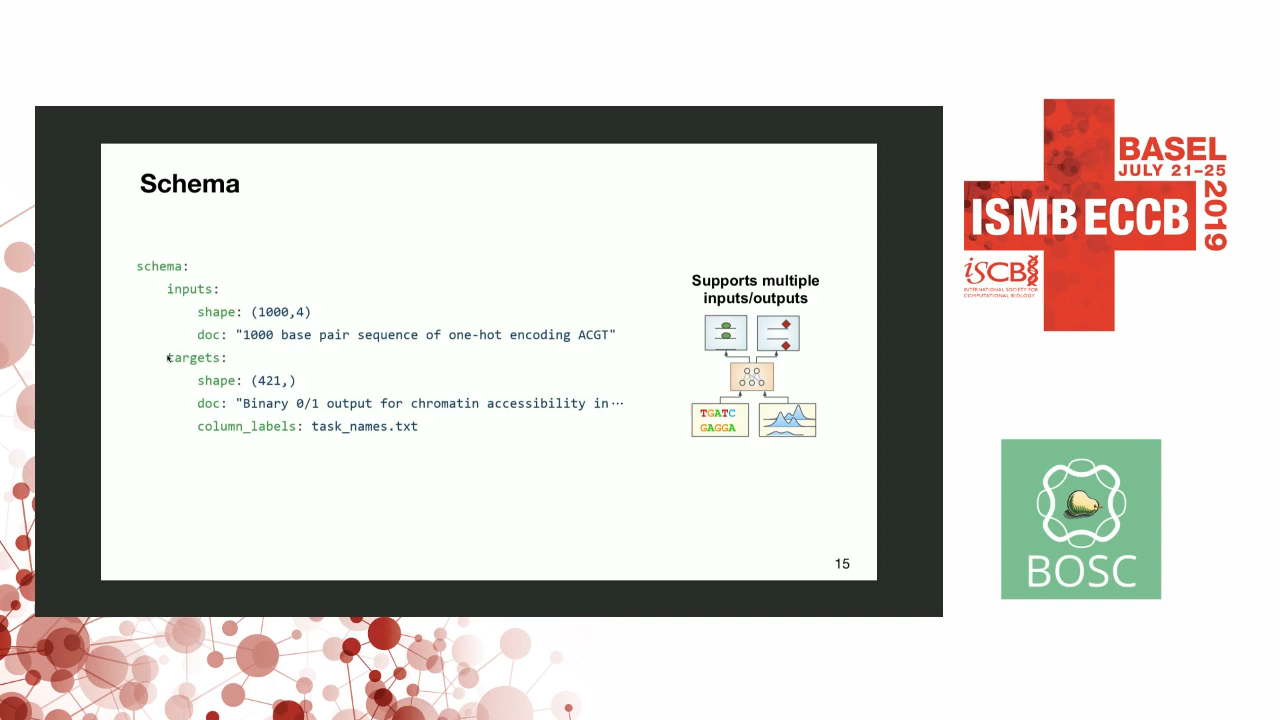 Schema
schema:
inputs:
shape: (1000,4)
doc: "1000 base pair sequence of one-hot encoding ACGT"
targets:
shape: (421,)
doc: "Binary 0/1 output for chromatin accessibility in…
column_labels: task_names.txt
Supports multiple
inputs/outputs
TGATC
GAGGA
15
BASEL
JULY 21–25
2019
ISMB ECCB
ISCB
INTERNATIONAL SOCIETY FOR
COMPUTATIONAL BIOLOGY
BOSC